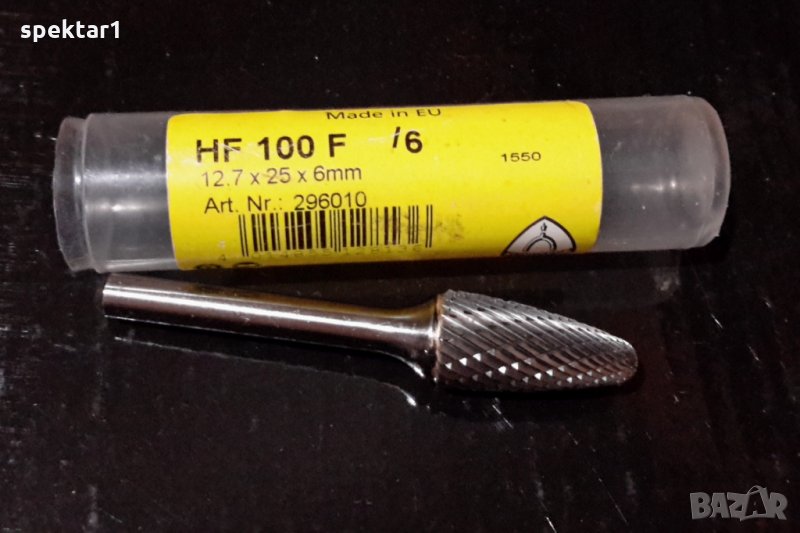 spektar1
Made in EU
HF 100 F /6
12.7 x 25 x 6mm
1550
Art. Nr.: 296010
BAZAR